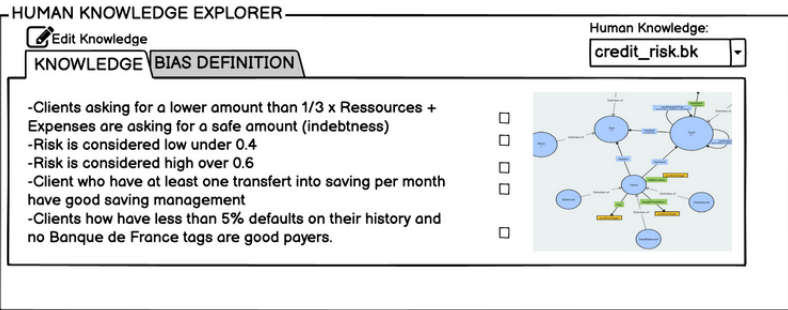 HUMAN KNOWLEDGE EXPLORER
Edit Knowledge
Human Knowledge:
credit_risk.bk
KNOWLEDGE
BIAS DEFINITION
-Clients asking for a lower amount than 1/3 x Ressources +
Expenses are asking for a safe amount (indebtness)
-Risk is considered low under 0.4
-Risk is considered high over 0.6
-Client who have at least one transfert into saving per month
have good saving management
-Clients how have less than 5% defaults on their history and
no Banque de France tags are good payers.